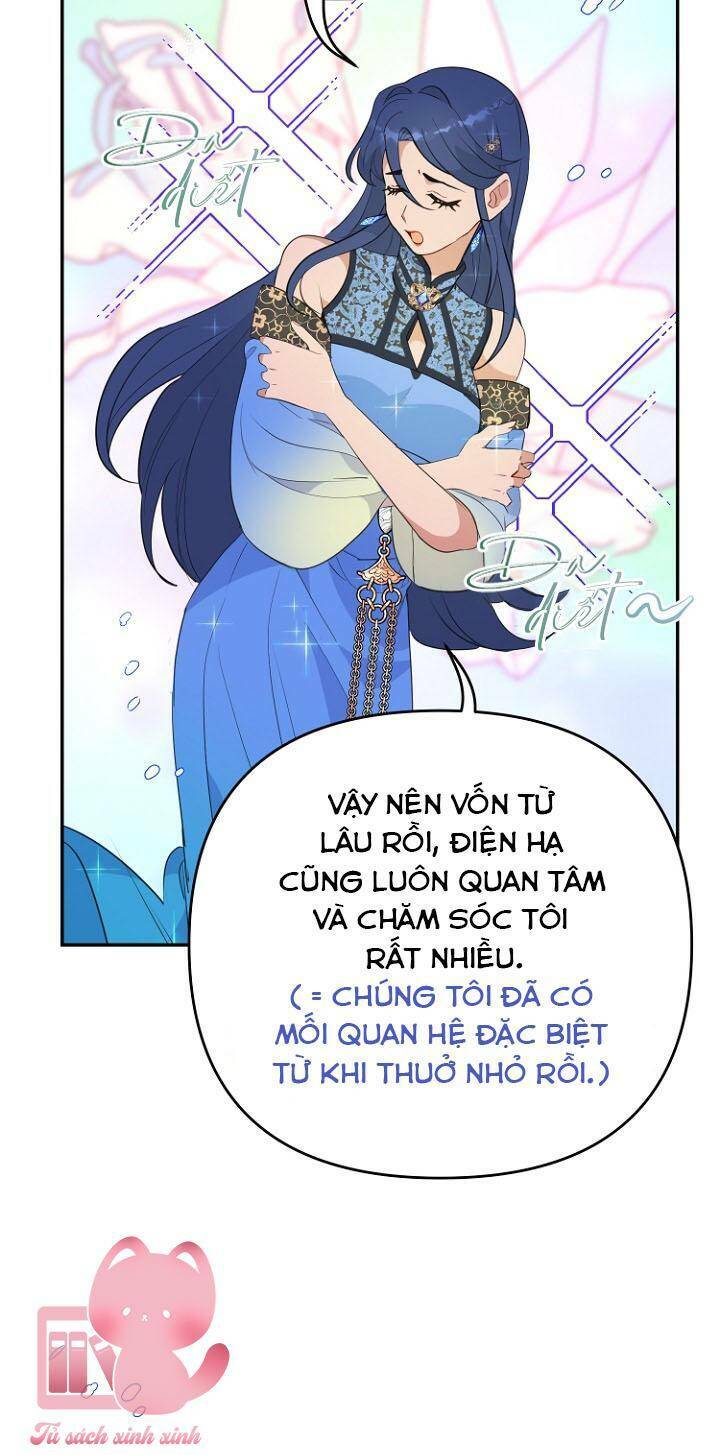 Da
diết
Da
diết~
VẬY NÊN VỐN TỪ
LÂU RỒI, ĐIỆN HẠ
CŨNG LUÔN QUAN TÂM
VÀ CHĂM SÓC TÔI
RẤT NHIỀU.
( = CHÚNG TÔI ĐÃ CÓ
MỐI QUAN HỆ ĐẶC BIỆT
TỪ KHI THUỞ NHỎ RỒI.)
Tủ sách xinh xinh